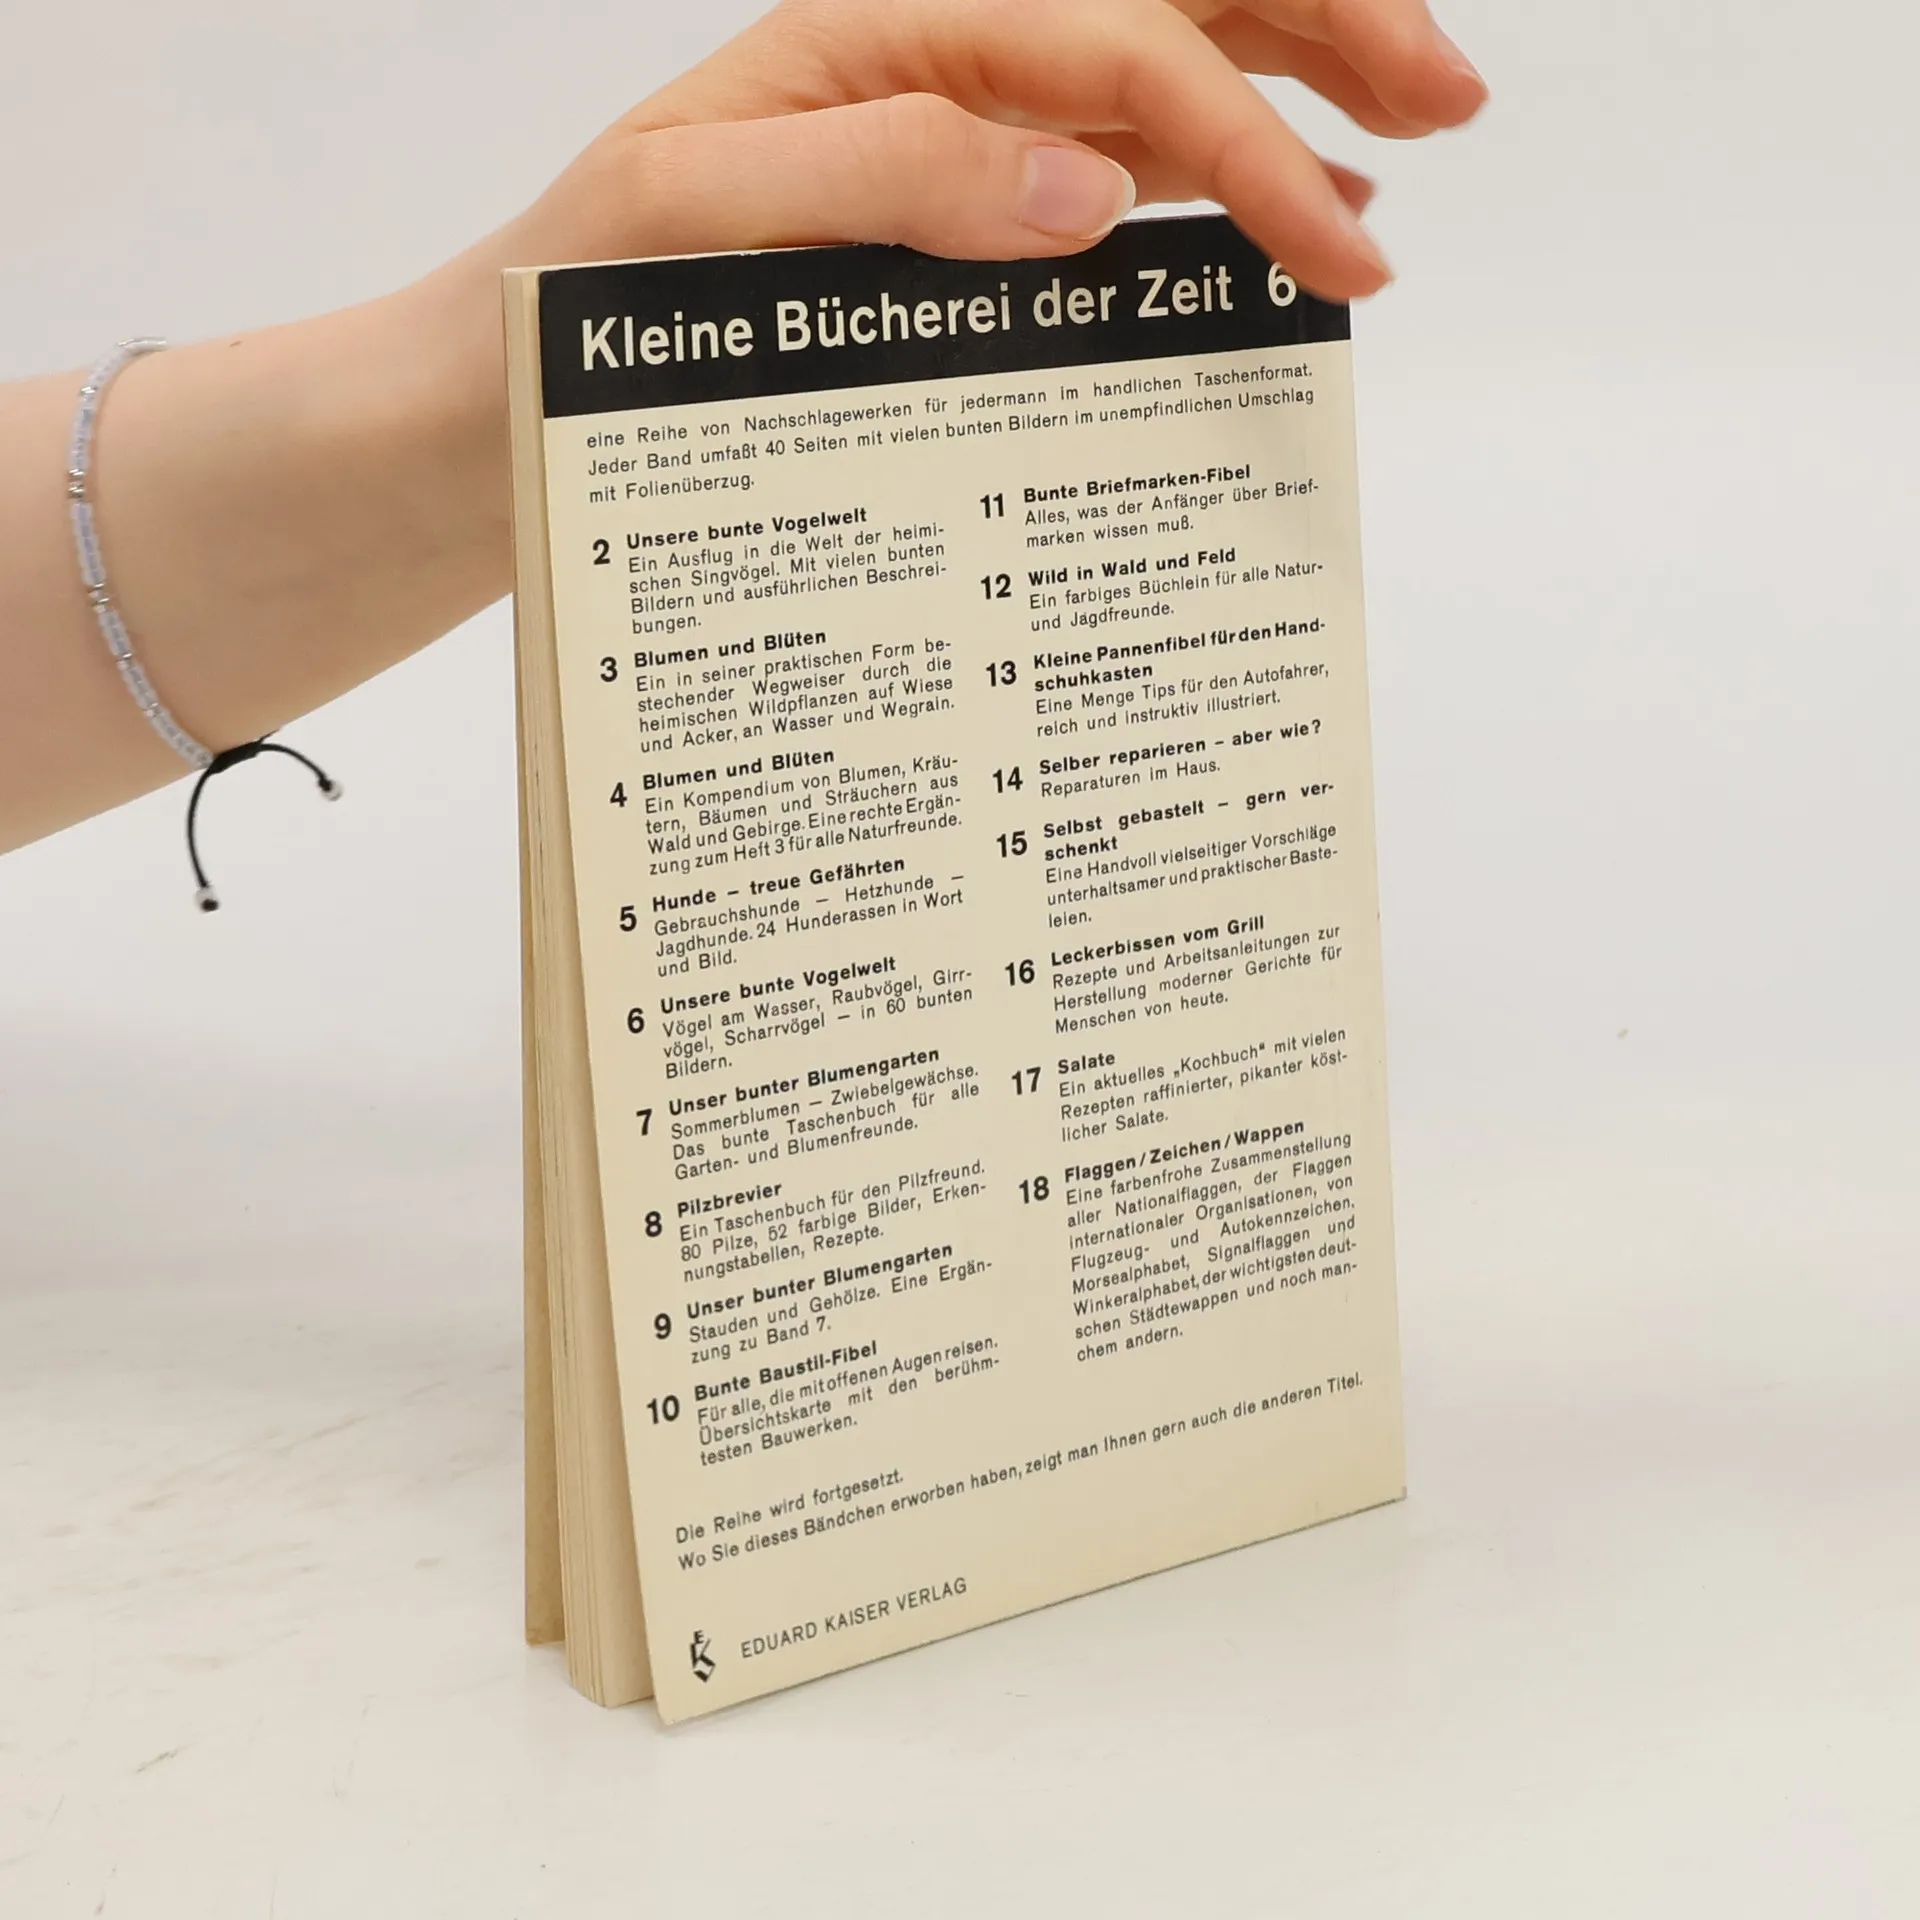 Kleine Bücherei der Zeit 6
eine Reihe von Nachschlagewerken für jedermann im handlichen Taschenformat.
Jeder Band umfaßt 40 Seiten mit vielen bunten Bildern im unempfindlichen Umschlag
mit Folienüberzug.
2 Unsere bunte Vogelwelt
Ein Ausflug in die Welt der heimi-
schen Singvögel. Mit vielen bunten
Bildern und ausführlichen Beschrei-
bungen.
3 Blumen und Blüten
Ein in seiner praktischen Form be-
stechender Wegweiser durch die
heimischen Wildpflanzen auf Wiese
und Acker, an Wasser und Wegrain.
4 Blumen und Blüten
Ein Kompendium von Blumen, Kräu-
tern, Bäumen und Sträuchern aus
Wald und Gebirge. Eine rechte Ergän-
zung zum Heft 3 für alle Naturfreunde.
5 Hunde – treue Gefährten
Gebrauchshunde – Hetzhunde –
Jagdhunde. 24 Hunderassen in Wort
und Bild.
6 Unsere bunte Vogelwelt
Vögel am Wasser, Raubvögel, Girr-
vögel, Scharrvögel – in 60 bunten
Bildern.
7 Unser bunter Blumengarten
Sommerblumen – Zwiebelgewächse.
Das bunte Taschenbuch für alle
Garten- und Blumenfreunde.
8 Pilzbrevier
Ein Taschenbuch für den Pilzfreund.
80 Pilze, 52 farbige Bilder, Erken-
nungstabellen, Rezepte.
9 Unser bunter Blumengarten
Stauden und Gehölze. Eine Ergän-
zung zu Band 7.
10 Bunte Baustil-Fibel
Für alle, die mit offenen Augen reisen.
Übersichtskarte mit den berühm-
testen Bauwerken.
11 Bunte Briefmarken-Fibel
Alles, was der Anfänger über Brief-
marken wissen muß.
12 Wild in Wald und Feld
Ein farbiges Büchlein für alle Natur-
und Jagdfreunde.
13 Kleine Pannenfibel für den Hand-
schuhkasten
Eine Menge Tips für den Autofahrer,
reich und instruktiv illustriert.
14 Selber reparieren – aber wie?
Reparaturen im Haus.
15 Selbst gebastelt – gern ver-
schenkt
Eine Handvoll vielseitiger Vorschläge
unterhaltsamer und praktischer Baste-
leien.
16 Leckerbissen vom Grill
Rezepte und Arbeitsanleitungen zur
Herstellung moderner Gerichte für
Menschen von heute.
17 Salate
Ein aktuelles „Kochbuch“ mit vielen
Rezepten raffinierter, pikanter köst-
licher Salate.
18 Flaggen / Zeichen / Wappen
Eine farbenfrohe Zusammenstellung
aller Nationalflaggen, der Flaggen
internationaler Organisationen, von
Flugzeug- und Autokennzeichen,
Morsealphabet, Signalflaggen und
Winkeralphabet, der wichtigsten deut-
schen Städtewappen und noch man-
chem andern.
Die Reihe wird fortgesetzt.
Wo Sie dieses Bändchen erworben haben, zeigt man Ihnen gern auch die anderen Titel.
EKV EDUARD KAISER VERLAG